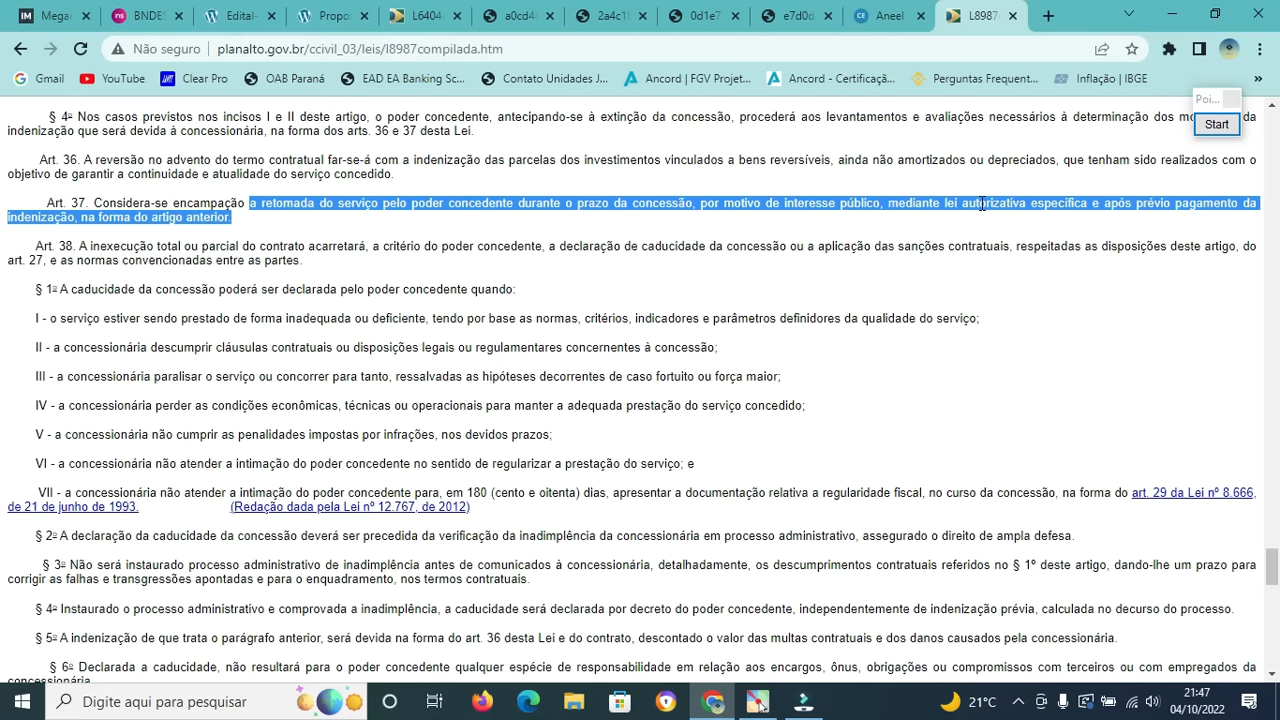 Megar
BNDES
Edital-
Propo
L6404
a0cd4
2a4c1
0d1e7
e7d0d
Aneel
L8987
Não seguro
planalto.gov.br/ccivil_03/leis/l8987compilada.htm
Gmail
YouTube
Clear Pro
OAB Paraná
EAD EA Banking Sc...
Contato Unidades J...
Ancord | FGV Projet...
Ancord - Certificaçã...
Perguntas Frequent...
Inflação | IBGE
»
Poi...
Start
§ 4º Nos casos previstos nos incisos I e II deste artigo, o poder concedente, antecipando-se à extinção da concessão, procederá aos levantamentos e avaliações necessários à determinação dos da
indenização que será devida à concessionária, na forma dos arts. 36 e 37 desta Lei.
Art. 36. A reversão no advento do termo contratual far-se-á com a indenização das parcelas dos investimentos vinculados a bens reversíveis, ainda não amortizados ou depreciados, que tenham sido realizados com o
objetivo de garantir a continuidade e atualidade do serviço concedido.
Art. 37. Considera-se encampação a retomada do serviço pelo poder concedente durante o prazo da concessão, por motivo de interesse público, mediante lei autorizativa específica e após prévio pagamento da
indenização, na forma do artigo anterior.
Art. 38. A inexecução total ou parcial do contrato acarretará, a critério do poder concedente, a declaração de caducidade da concessão ou a aplicação das sanções contratuais, respeitadas as disposições deste artigo, do
art. 27, e as normas convencionadas entre as partes.
§ 1º A caducidade da concessão poderá ser declarada pelo poder concedente quando:
I - o serviço estiver sendo prestado de forma inadequada ou deficiente, tendo por base as normas, critérios, indicadores e parâmetros definidores da qualidade do serviço;
II - a concessionária descumprir cláusulas contratuais ou disposições legais ou regulamentares concernentes à concessão;
III - a concessionária paralisar o serviço ou concorrer para tanto, ressalvadas as hipóteses decorrentes de caso fortuito ou força maior;
IV - a concessionária perder as condições econômicas, técnicas ou operacionais para manter a adequada prestação do serviço concedido;
V - a concessionária não cumprir as penalidades impostas por infrações, nos devidos prazos;
VI - a concessionária não atender a intimação do poder concedente no sentido de regularizar a prestação do serviço; e
VII - a concessionária não atender a intimação do poder concedente para, em 180 (cento e oitenta) dias, apresentar a documentação relativa a regularidade fiscal, no curso da concessão, na forma do art. 29 da Lei nº 8.666,
de 21 de junho de 1993. (Redação dada pela Lei nº 12.767, de 2012)
§ 2º A declaração da caducidade da concessão deverá ser precedida da verificação da inadimplência da concessionária em processo administrativo, assegurado o direito de ampla defesa.
§ 3º Não será instaurado processo administrativo de inadimplência antes de comunicados à concessionária, detalhadamente, os descumprimentos contratuais referidos no § 1º deste artigo, dando-lhe um prazo para
corrigir as falhas e transgressões apontadas e para o enquadramento, nos termos contratuais.
§ 4º Instaurado o processo administrativo e comprovada a inadimplência, a caducidade será declarada por decreto do poder concedente, independentemente de indenização prévia, calculada no decurso do processo.
§ 5º A indenização de que trata o parágrafo anterior, será devida na forma do art. 36 desta Lei e do contrato, descontado o valor das multas contratuais e dos danos causados pela concessionária.
§ 6º Declarada a caducidade, não resultará para o poder concedente qualquer espécie de responsabilidade em relação aos encargos, ônus, obrigações ou compromissos com terceiros ou com empregados da
concessionária.
Digite aqui para pesquisar
21°C
21:47
04/10/2022